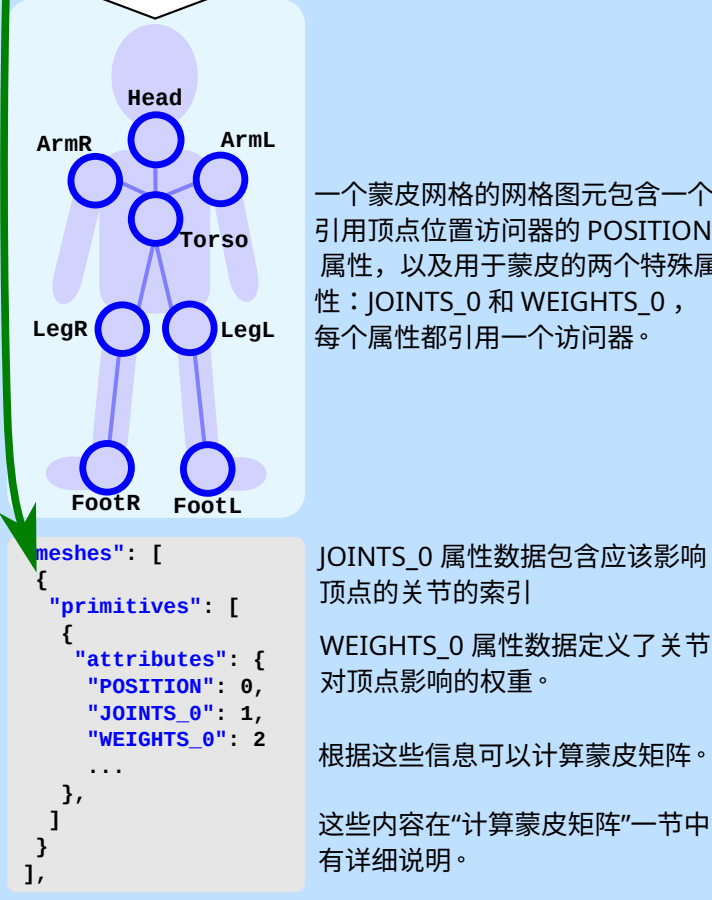 Head
ArmR
ArmL
Torso
LegR
LegL
FootR
FootL
一个蒙皮网格的网格图元包含一个
引用顶点位置访问器的 POSITION
属性，以及用于蒙皮的两个特殊属
性：JOINTS_0 和 WEIGHTS_0，
每个属性都引用一个访问器。
meshes": [
{
"primitives": [
{
"attributes": {
"POSITION": 0,
"JOINTS_0": 1,
"WEIGHTS_0": 2
...
},
]
}
],
JOINTS_0 属性数据包含应该影响
顶点的关节的索引
WEIGHTS_0 属性数据定义了关节
对顶点影响的权重。
根据这些信息可以计算蒙皮矩阵。
这些内容在“计算蒙皮矩阵”一节中
有详细说明。